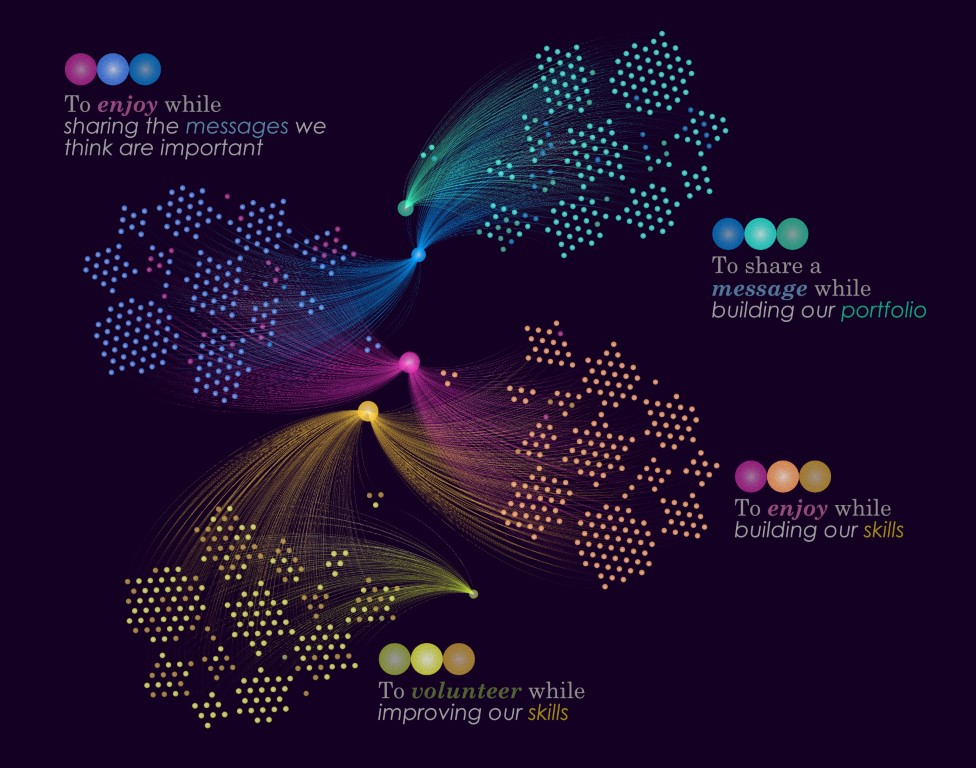 To enjoy while
sharing the messages we
think are important
To share a
message while
building our portfolio
To enjoy while
building our skills
To volunteer while
improving our skills